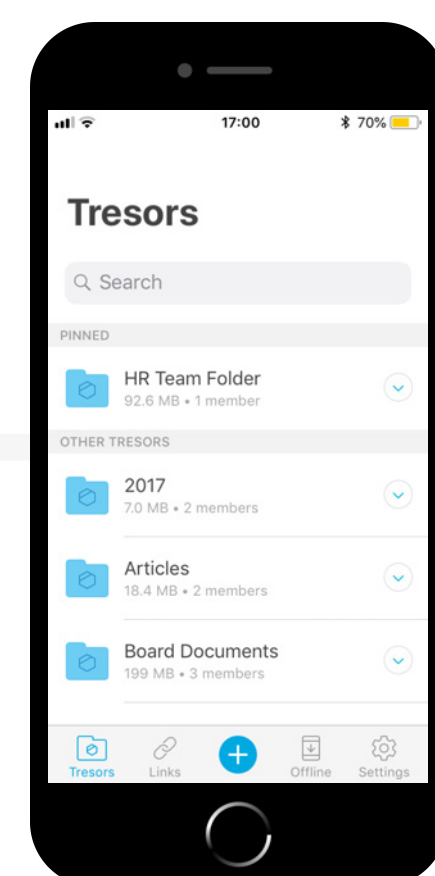 17:00
70%
Tresors
Search
PINNED
HR Team Folder
92.6 MB • 1 member
OTHER TRESORS
2017
7.0 MB • 2 members
Articles
18.4 MB • 2 members
Board Documents
199 MB • 3 members
Tresors Links Offline Settings